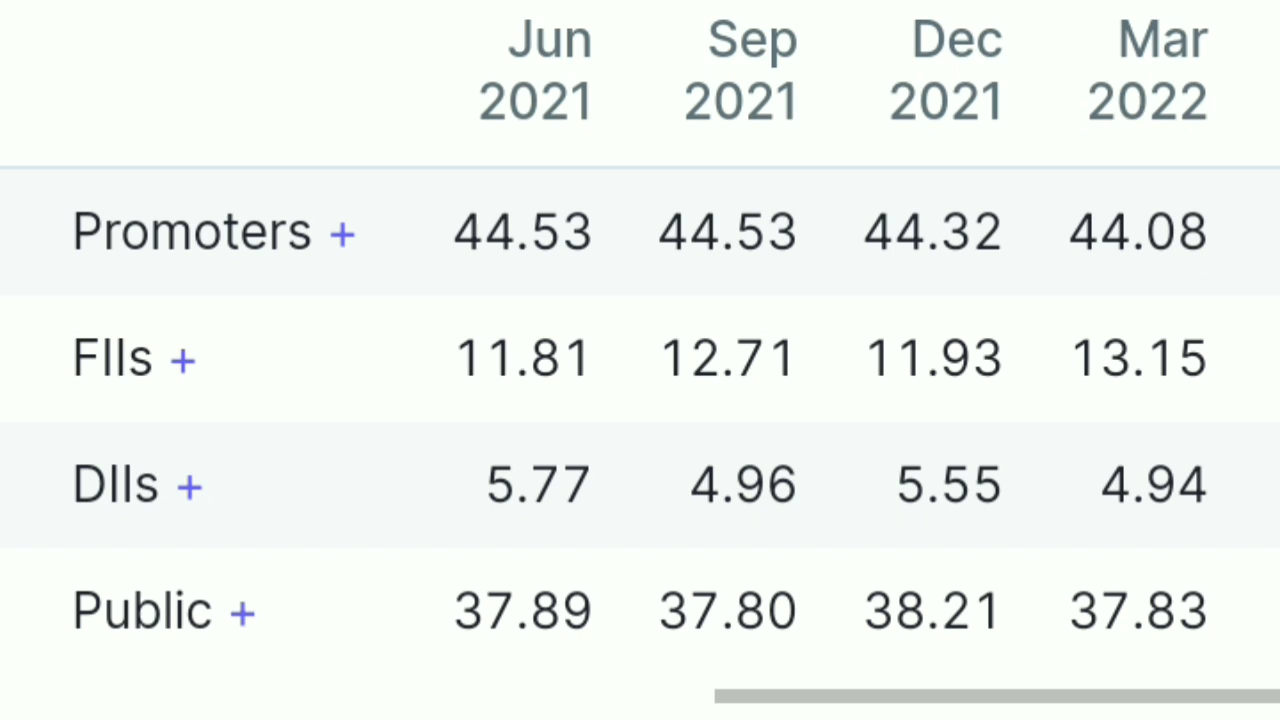 Jun Sep Dec Mar
2021 2021 2021 2022
Promoters + 44.53 44.53 44.32 44.08
FIIs + 11.81 12.71 11.93 13.15
DIIs + 5.77 4.96 5.55 4.94
Public + 37.89 37.80 38.21 37.83